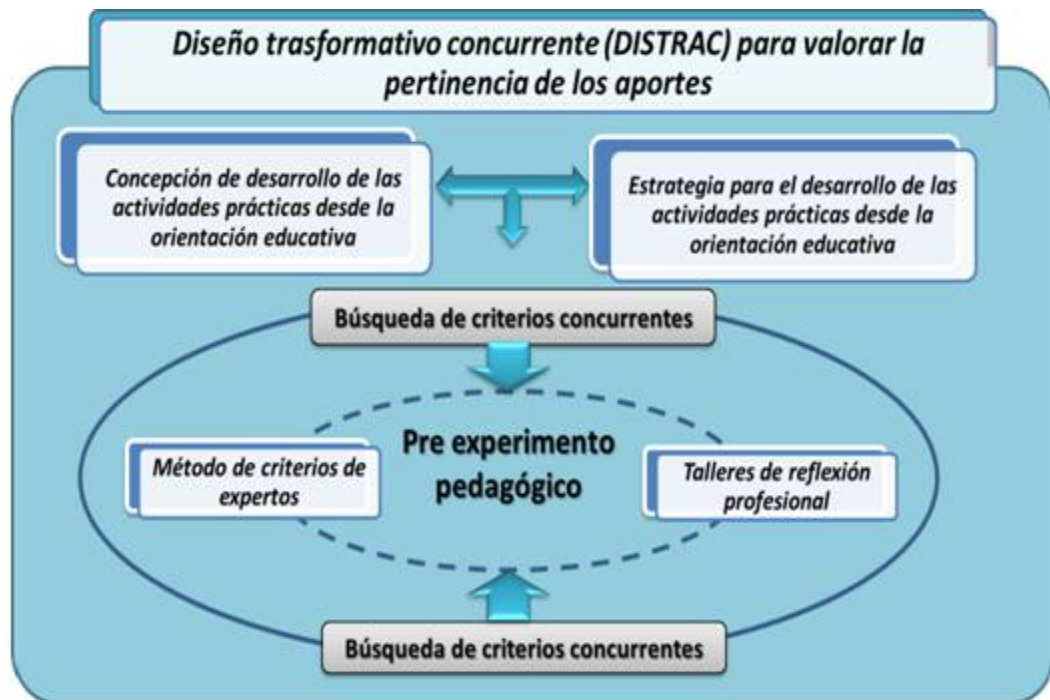 Diseño trasformativo concurrente (DISTRAC) para valorar la
pertinencia de los aportes
Concepción de desarrollo de las
actividades prácticas desde la
orientación educativa
Estrategia para el desarrollo de las
actividades prácticas desde la
orientación educativa
Búsqueda de criterios concurrentes
Pre experimento
pedagógico
Método de criterios de
expertos
Talleres de reflexión
profesional
Búsqueda de criterios concurrentes